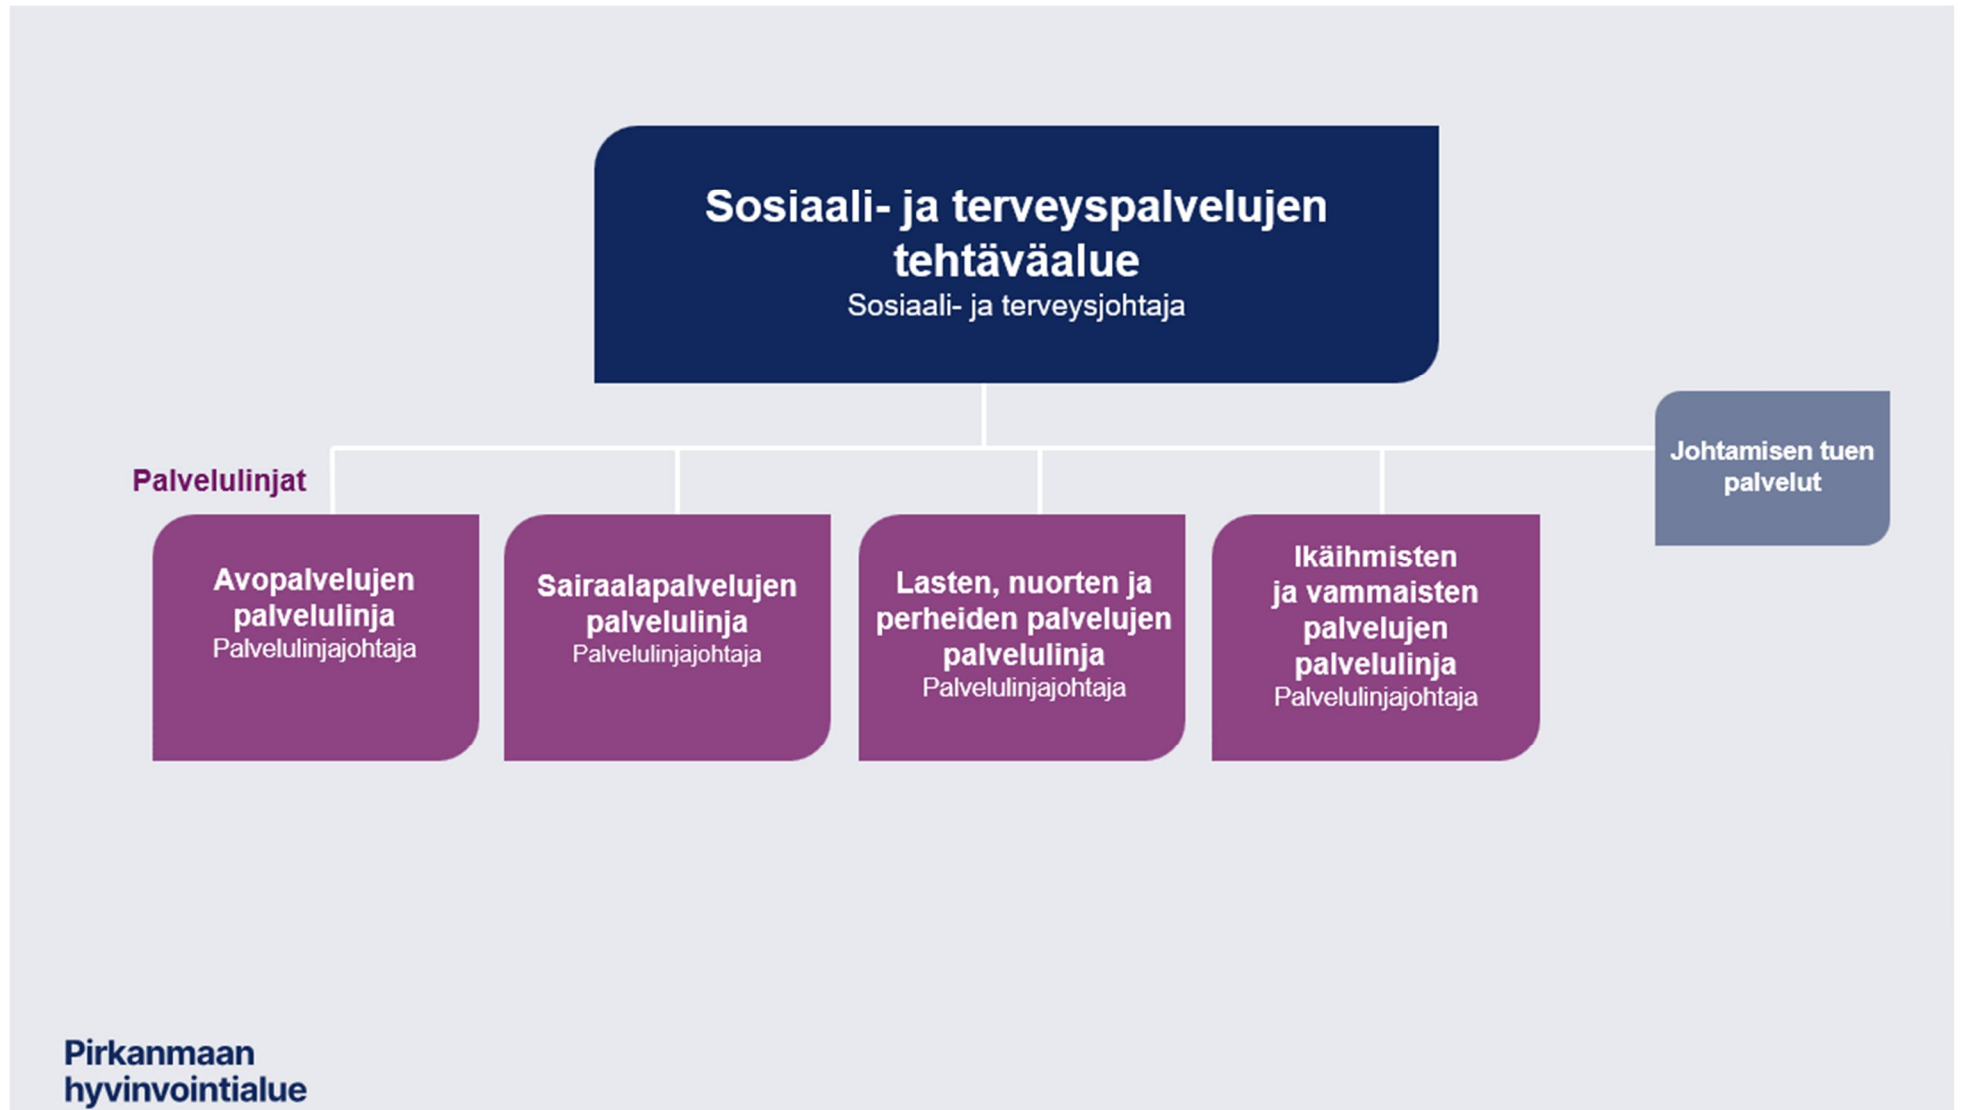 Sosiaali- ja terveyspalvelujen
tehtäväalue
Sosiaali- ja terveysjohtaja
Johtamisen tuen
palvelut
Palvelulinjat
Avopalvelujen
palvelulinja
Palvelulinjajohtaja
Sairaalapalvelujen
palvelulinja
Palvelulinjajohtaja
Lasten, nuorten ja
perheiden palvelujen
palvelulinja
Palvelulinjajohtaja
Ikäihmisten
ja vammaisten
palvelujen
palvelulinja
Palvelulinjajohtaja
Pirkanmaan
hyvinvointialue